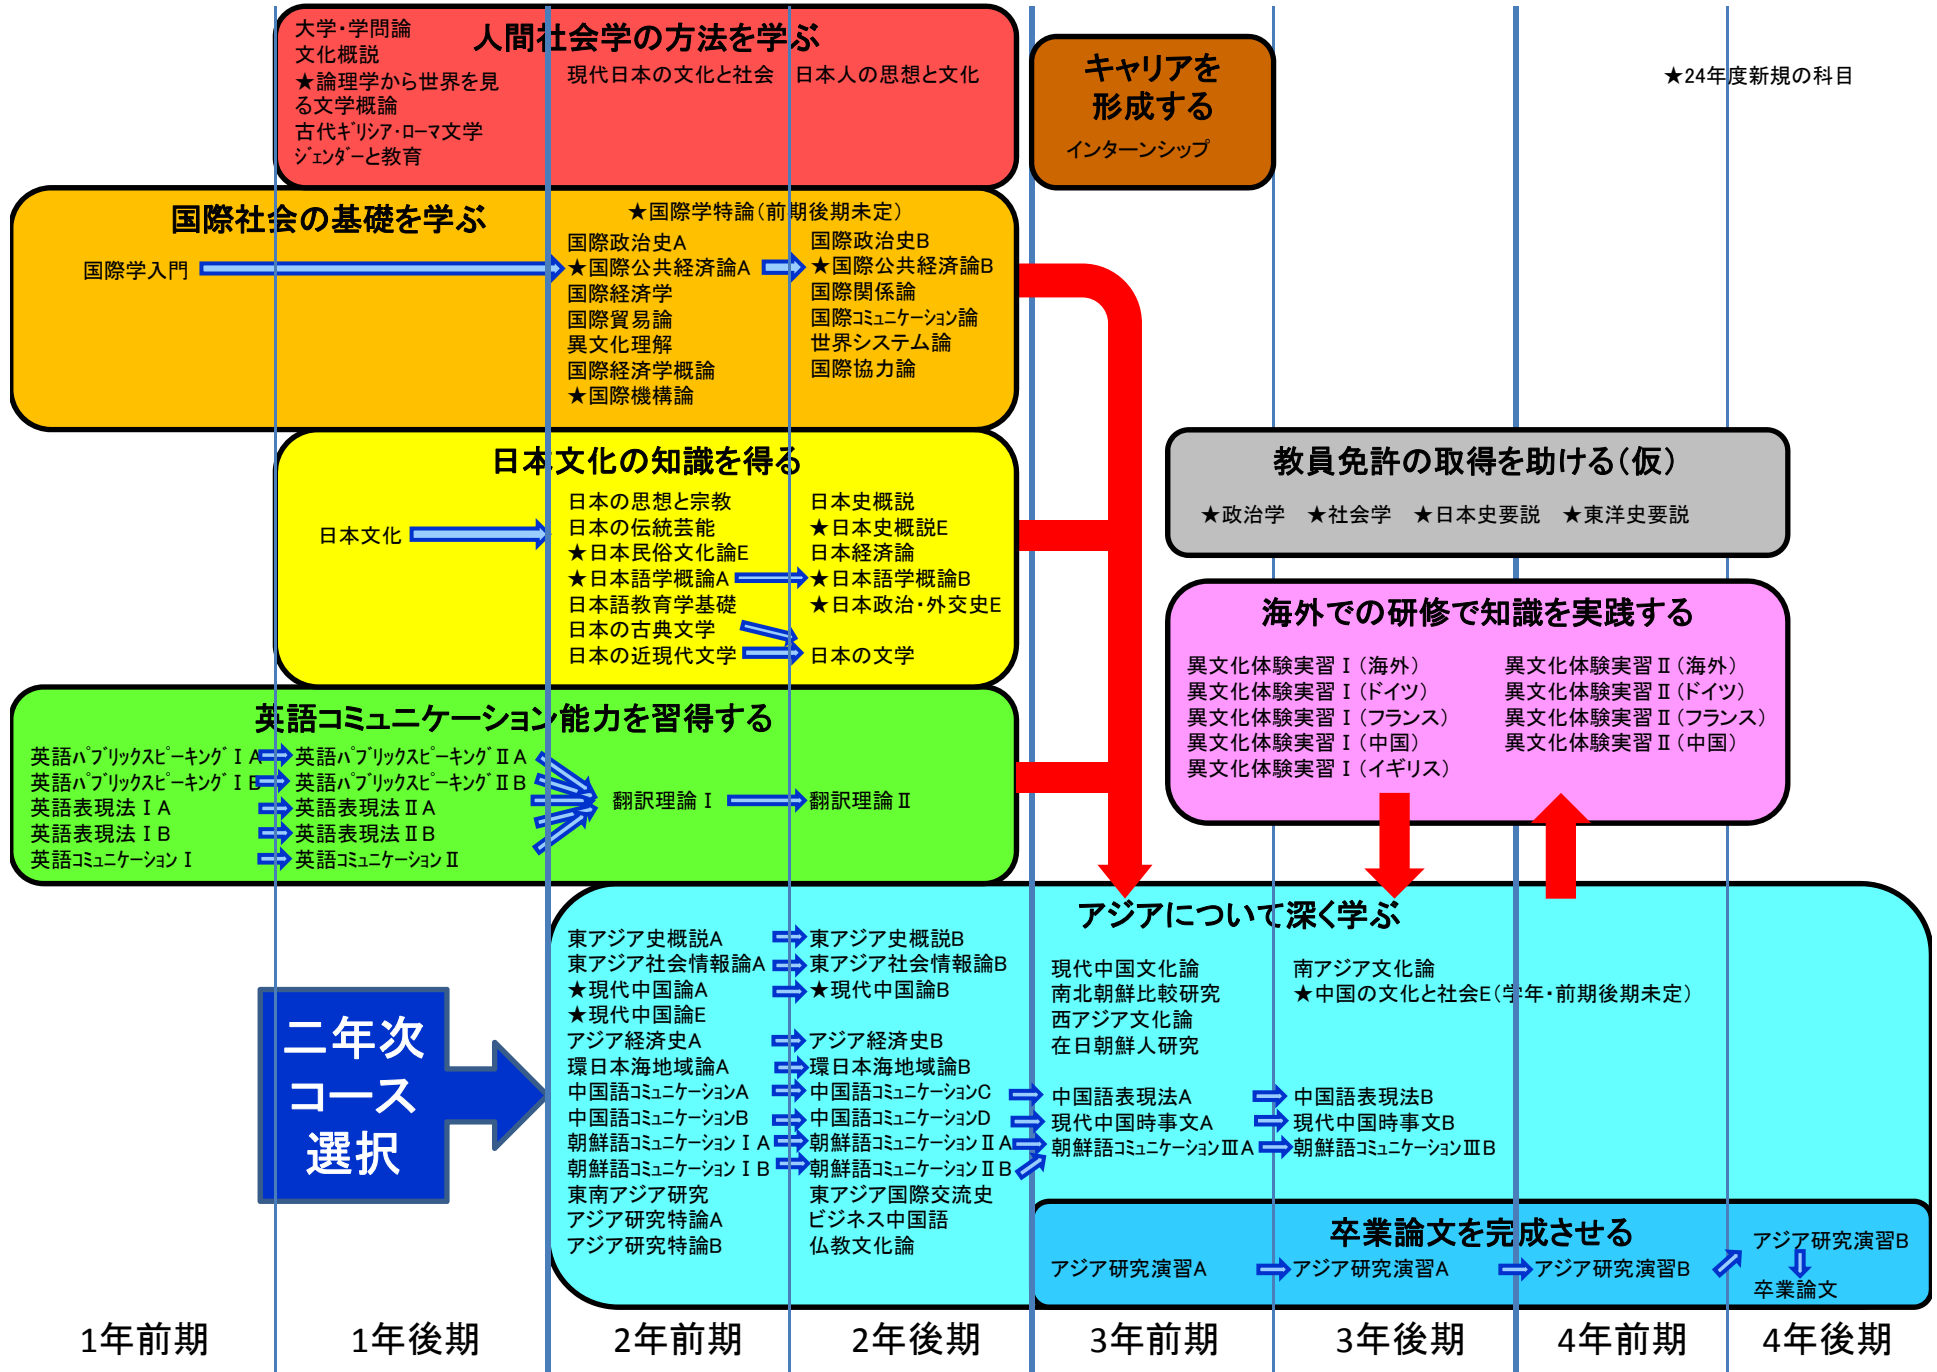 人間社会学の方法を学ぶ
大学・学問論
文化概説
★論理学から世界を見
る文学概論
古代ギリシア・ローマ文学
ジェンダーと教育
現代日本の文化と社会
日本人の思想と文化
キャリアを
形成する
インターンシップ
★24年度新規の科目
国際社会の基礎を学ぶ
国際学入門
★国際学特論(前期後期未定)
国際政治史A
★国際公共経済論A
国際経済学
国際貿易論
異文化理解
国際経済学概論
★国際機構論
国際政治史B
★国際公共経済論B
国際関係論
国際コミュニケーション論
世界システム論
国際協力論
日本文化の知識を得る
日本文化
日本の思想と宗教
日本の伝統芸能
★日本民俗文化論E
★日本語学概論A
日本語教育学基礎
日本の古典文学
日本の近現代文学
日本史概説
★日本史概説E
日本経済論
★日本語学概論B
★日本政治・外交史E
日本の文学
教員免許の取得を助ける(仮)
★政治学 ★社会学 ★日本史要説 ★東洋史要説
海外での研修で知識を実践する
異文化体験実習Ⅰ(海外)
異文化体験実習Ⅰ(ドイツ)
異文化体験実習Ⅰ(フランス)
異文化体験実習Ⅰ(中国)
異文化体験実習Ⅰ(イギリス)
異文化体験実習Ⅱ(海外)
異文化体験実習Ⅱ(ドイツ)
異文化体験実習Ⅱ(フランス)
異文化体験実習Ⅱ(中国)
英語コミュニケーション能力を習得する
英語パブリックスピーキングⅠA
英語パブリックスピーキングⅠB
英語表現法ⅠA
英語表現法ⅠB
英語コミュニケーションⅠ
英語パブリックスピーキングⅡA
英語パブリックスピーキングⅡB
英語表現法ⅡA
英語表現法ⅡB
英語コミュニケーションⅡ
翻訳理論Ⅰ
翻訳理論Ⅱ
アジアについて深く学ぶ
東アジア史概説A
東アジア社会情報論A
★現代中国論A
★現代中国論E
アジア経済史A
環日本海地域論A
中国語コミュニケーションA
中国語コミュニケーションB
朝鮮語コミュニケーションⅠA
朝鮮語コミュニケーションⅠB
東南アジア研究
アジア研究特論A
アジア研究特論B
東アジア史概説B
東アジア社会情報論B
★現代中国論B
アジア経済史B
環日本海地域論B
中国語コミュニケーションC
中国語コミュニケーションD
朝鮮語コミュニケーションⅡA
朝鮮語コミュニケーションⅡB
東アジア国際交流史
ビジネス中国語
仏教文化論
現代中国文化論
南北朝鮮比較研究
西アジア文化論
在日朝鮮人研究
中国語表現法A
現代中国時事文A
朝鮮語コミュニケーションⅢA
南アジア文化論
★中国の文化と社会E(学年・前期後期未定)
中国語表現法B
現代中国時事文B
朝鮮語コミュニケーションⅢB
二年次
コース
選択
卒業論文を完成させる
アジア研究演習A
アジア研究演習A
アジア研究演習B
アジア研究演習B
卒業論文
1年前期
1年後期
2年前期
2年後期
3年前期
3年後期
4年前期
4年後期